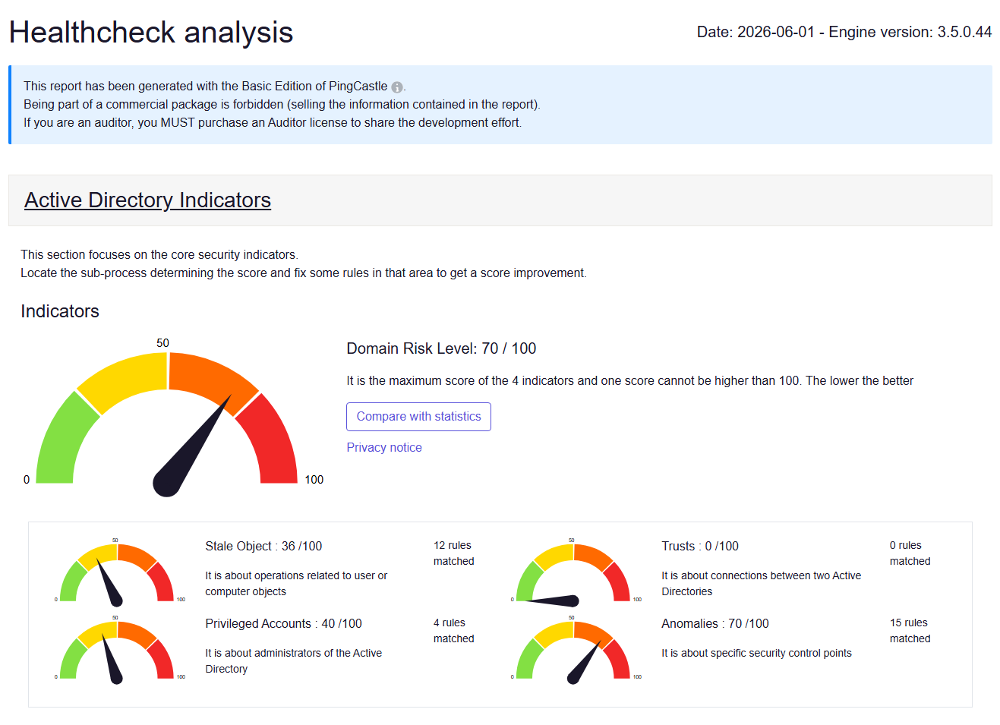 Healthcheck analysis
Date: 2026-06-01 - Engine version: 3.5.0.44
This report has been generated with the Basic Edition of PingCastle i.
Being part of a commercial package is forbidden (selling the information contained in the report).
If you are an auditor, you MUST purchase an Auditor license to share the development effort.
Active Directory Indicators
This section focuses on the core security indicators.
Locate the sub-process determining the score and fix some rules in that area to get a score improvement.
Indicators
50
0
100
Domain Risk Level: 70 / 100
It is the maximum score of the 4 indicators and one score cannot be higher than 100. The lower the better
Compare with statistics
Privacy notice
50
0
100
Stale Object : 36 /100
It is about operations related to user or
computer objects
12 rules
matched
50
0
100
Trusts : 0 /100
It is about connections between two Active
Directories
0 rules
matched
50
0
100
Privileged Accounts : 40 /100
It is about administrators of the Active
Directory
4 rules
matched
50
0
100
Anomalies : 70 /100
It is about specific security control points
15 rules
matched